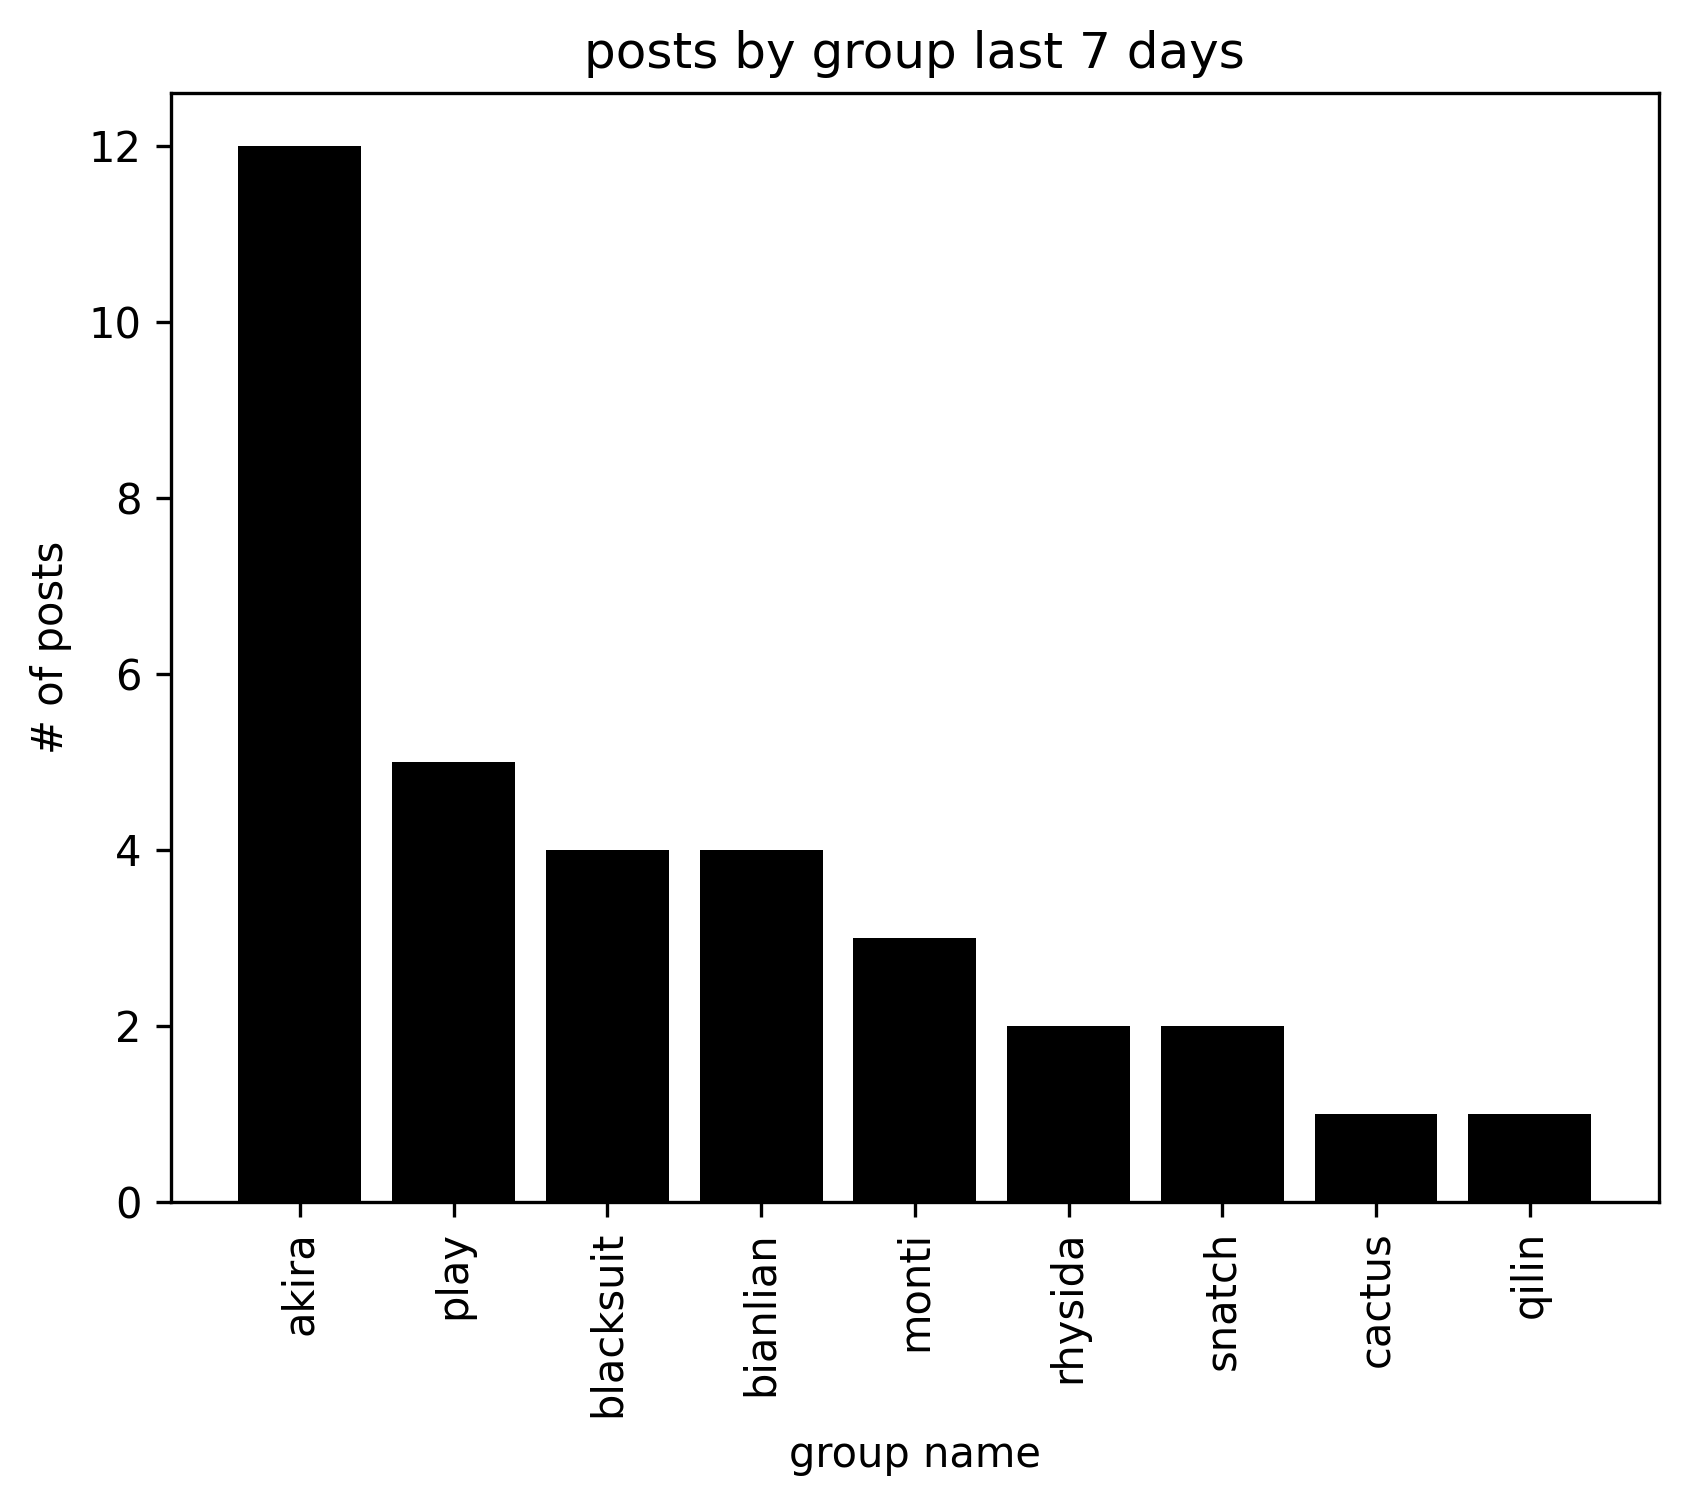 posts by group last 7 days
12
10
8
6
4
2
0
# of posts
akira
play
blacksuit
bianlian
monti
rhysida
snatch
cactus
qilin
group name